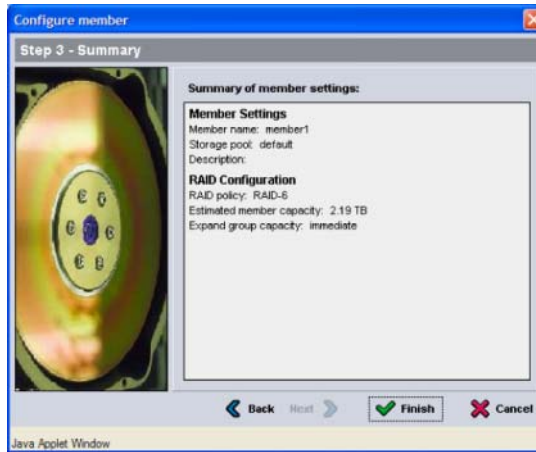 Configure member
Step 3 - Summary
Summary of member settings:
Member Settings
Member name: member1
Storage pool: default
Description:
RAID Configuration
RAID policy: RAID-6
Estimated member capacity: 2.19 TB
Expand group capacity: immediate
Back Next Finish Cancel
Java Applet Window